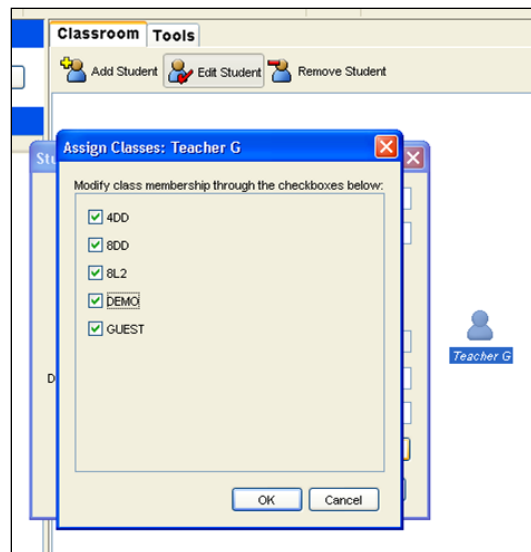 Classroom Tools
Add Student Edit Student Remove Student
Stu
Assign Classes: Teacher G
Modify class membership through the checkboxes below:
4DD
8DD
8L2
DEMO
GUEST
Teacher G
D
OK Cancel